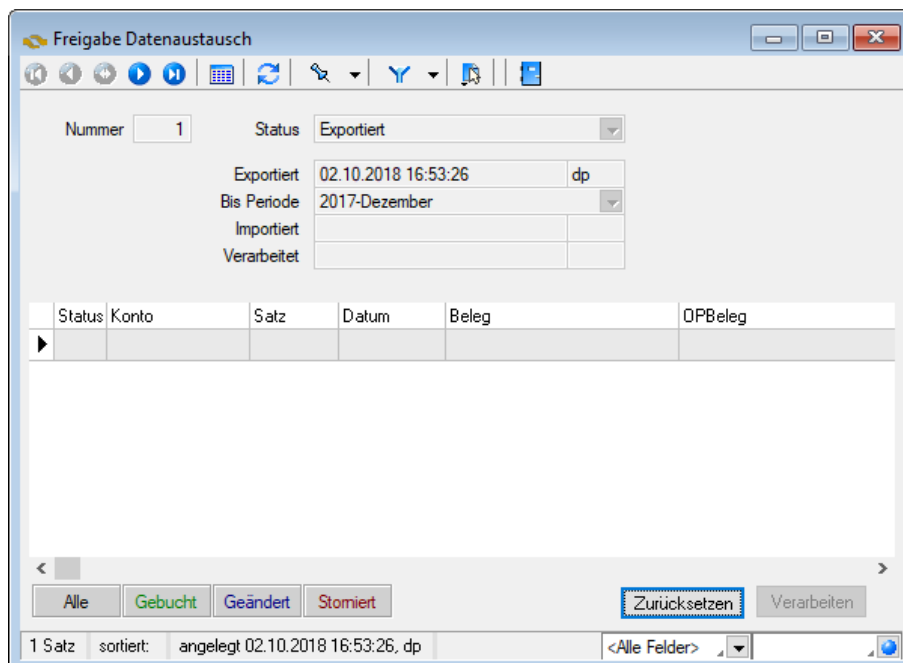 Freigabe Datenaustausch
Nummer 1 Status Exportiert
Exportiert 02.10.2018 16:53:26 dp
Bis Periode 2017-Dezember
Importiert
Verarbeitet
Status Konto Satz Datum Beleg OPBeleg
Alle Gebucht Geändert Storniert Zurücksetzen Verarbeiten
1 Satz sortiert: angelegt 02.10.2018 16:53:26, dp <Alle Felder>